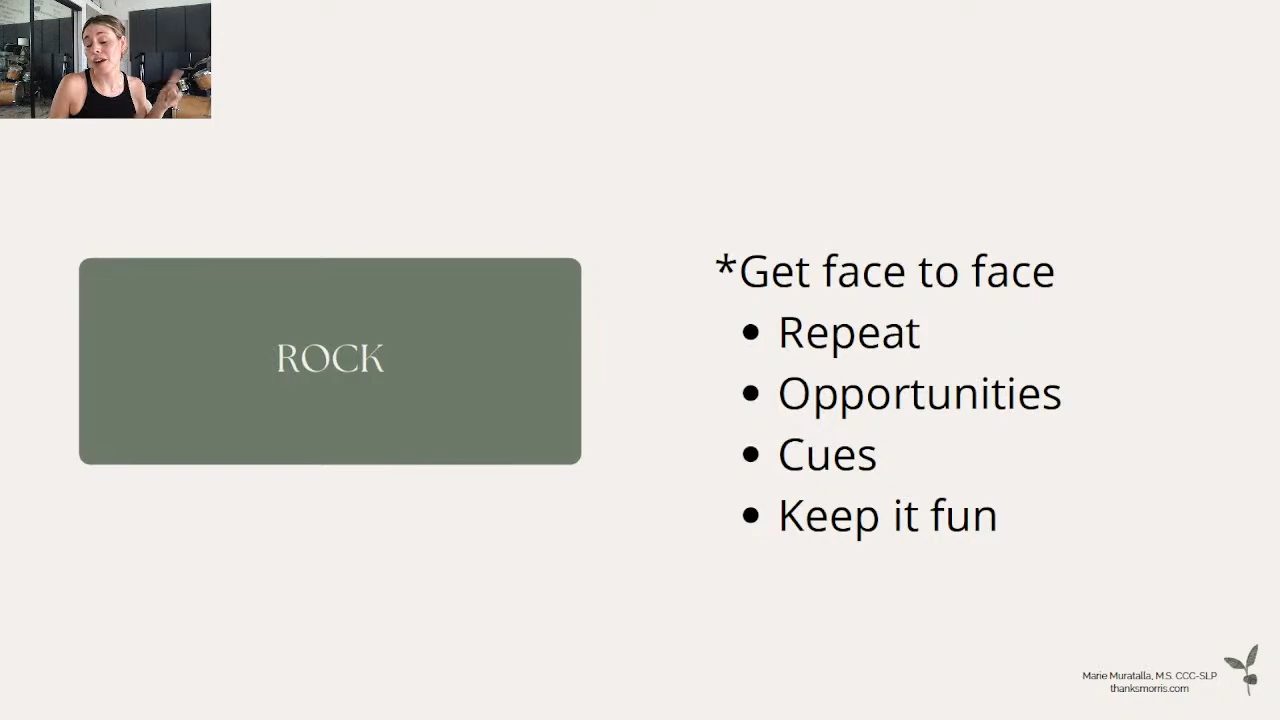 ROCK
*Get face to face
• Repeat
• Opportunities
• Cues
• Keep it fun
Marie Muratalla, M.S. CCC-SLP
thanksmorris.com